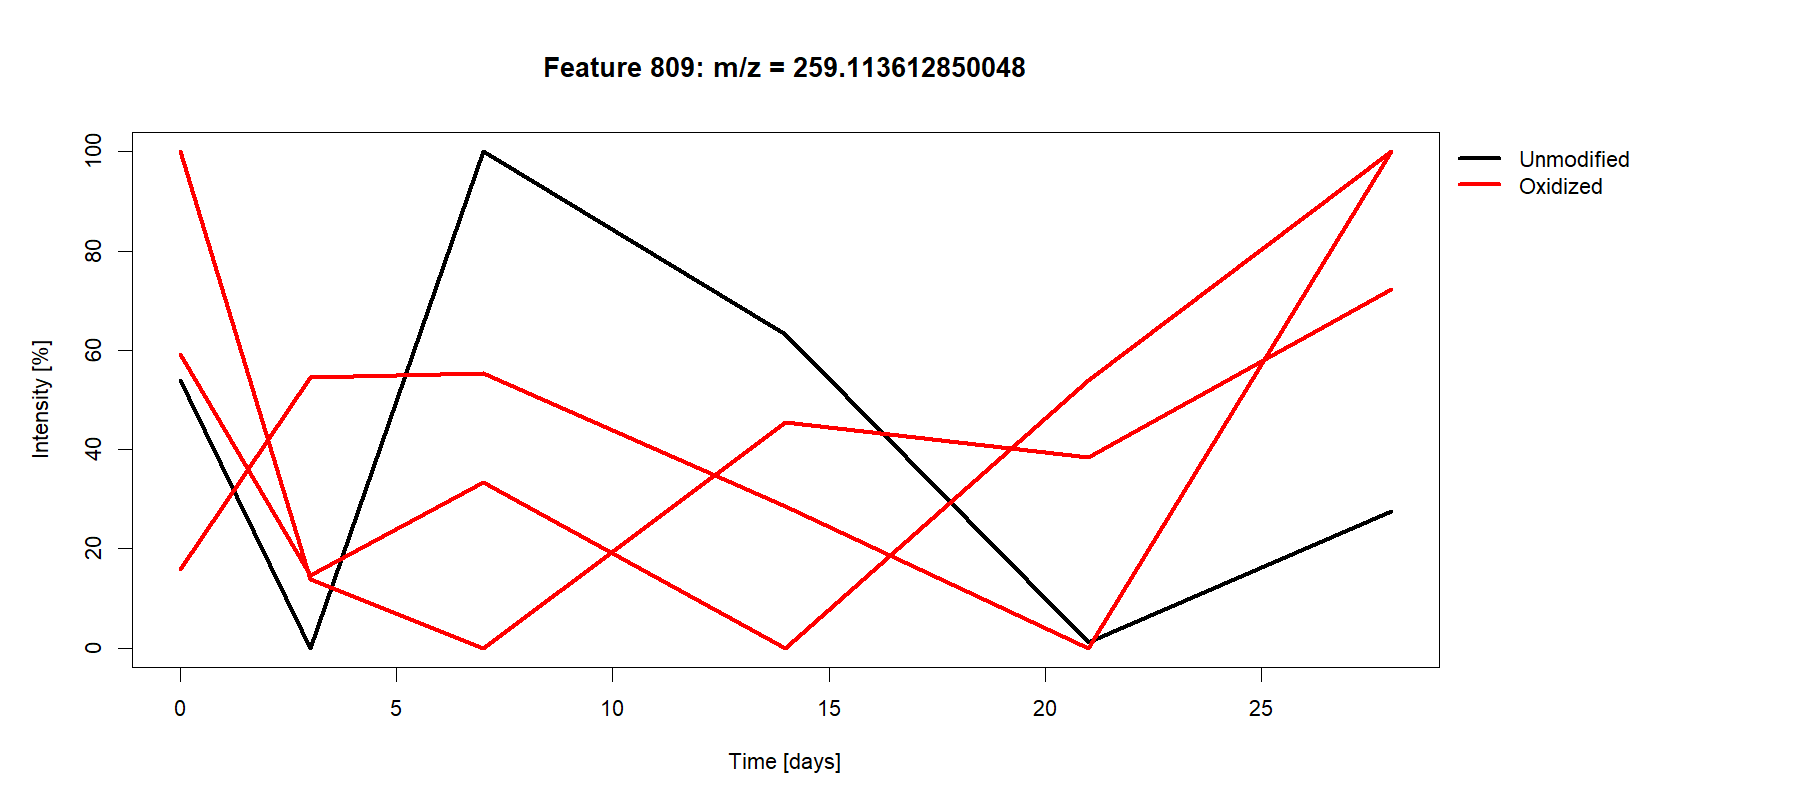 Feature 809: m/z = 259.113612850048
Unmodified
Oxidized
100
80
60
40
20
0
Intensity [%]
0 5 10 15 20 25
Time [days]